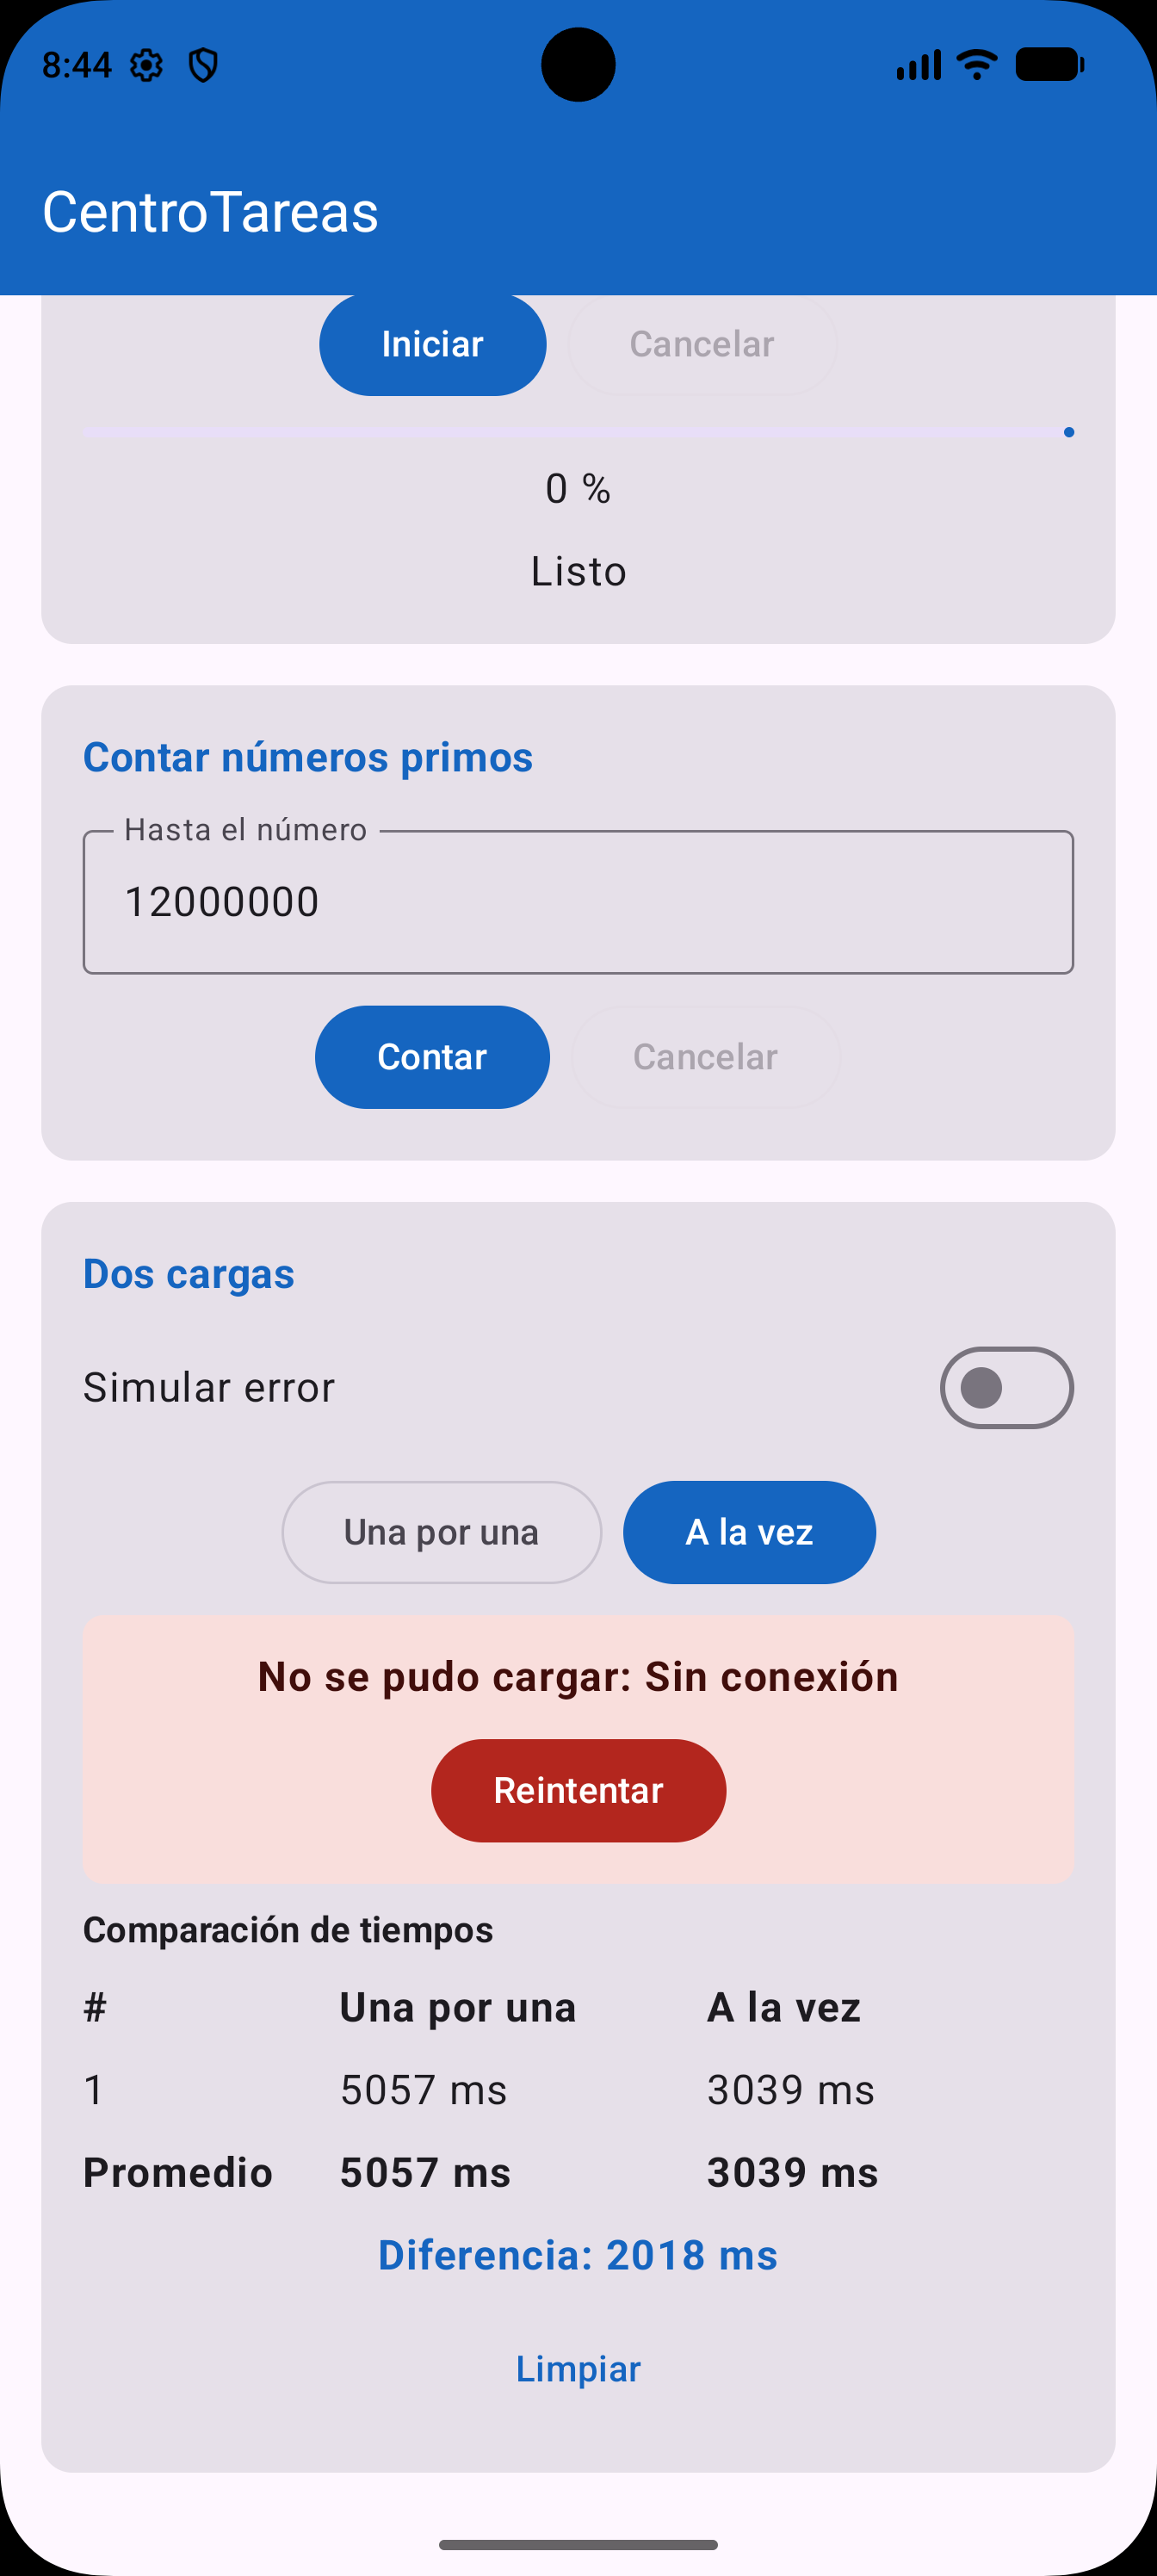 8:44
CentroTareas
Iniciar Cancelar
0 %
Listo
Contar números primos
Hasta el número
12000000
Contar Cancelar
Dos cargas
Simular error
Una por una A la vez
No se pudo cargar: Sin conexión
Reintentar
Comparación de tiempos
# Una por una A la vez
1 5057 ms 3039 ms
Promedio 5057 ms 3039 ms
Diferencia: 2018 ms
Limpiar